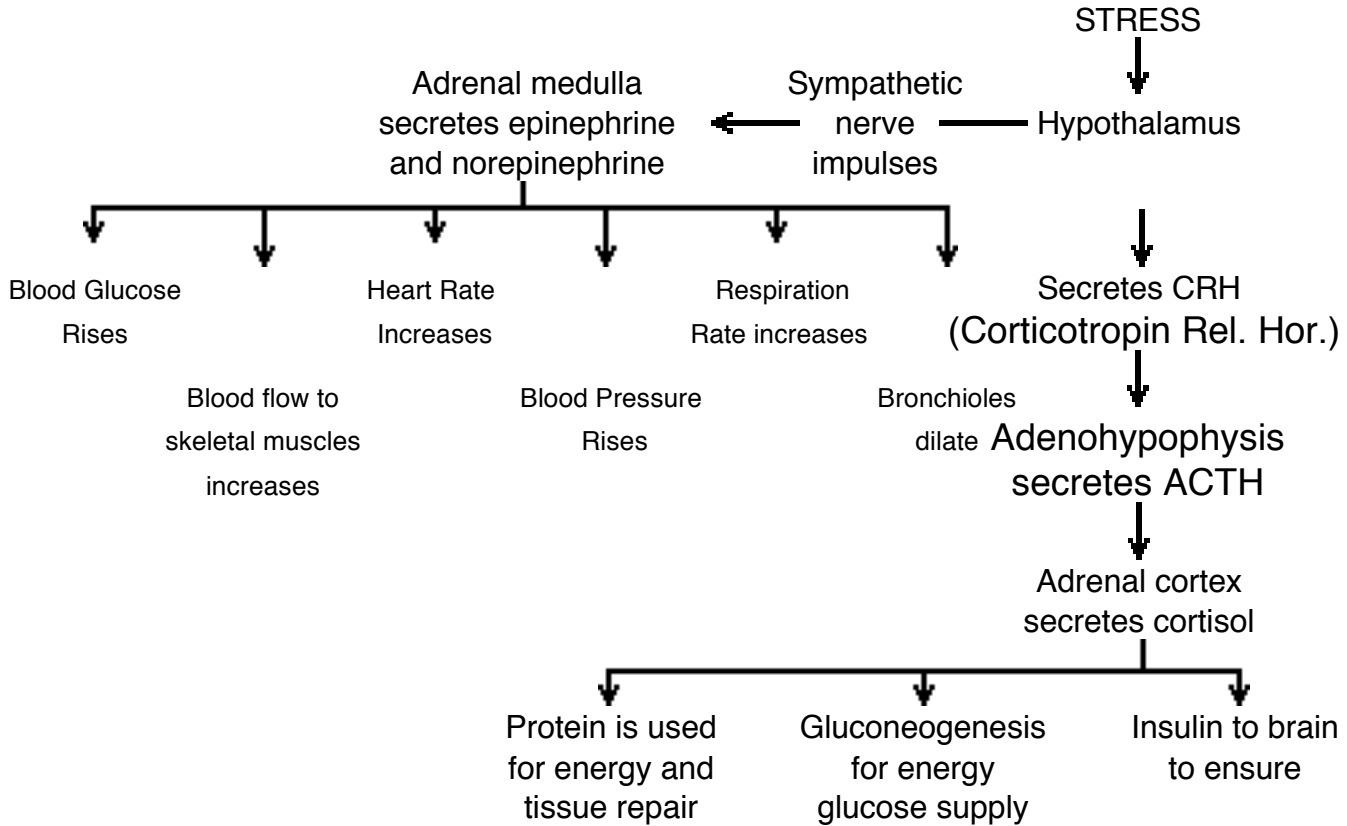 STRESS
Adrenal medulla
secretes epinephrine
and norepinephrine
Sympathetic
nerve
impulses
Hypothalamus
Blood Glucose
Rises
Heart Rate
Increases
Respiration
Rate increases
Secretes CRH
(Corticotropin Rel. Hor.)
Blood flow to
skeletal muscles
increases
Blood Pressure
Rises
Bronchioles
dilate
Adenohypophysis
secretes ACTH
Adrenal cortex
secretes cortisol
Protein is used
for energy and
tissue repair
Gluconeogenesis
for energy
glucose supply
Insulin to brain
to ensure